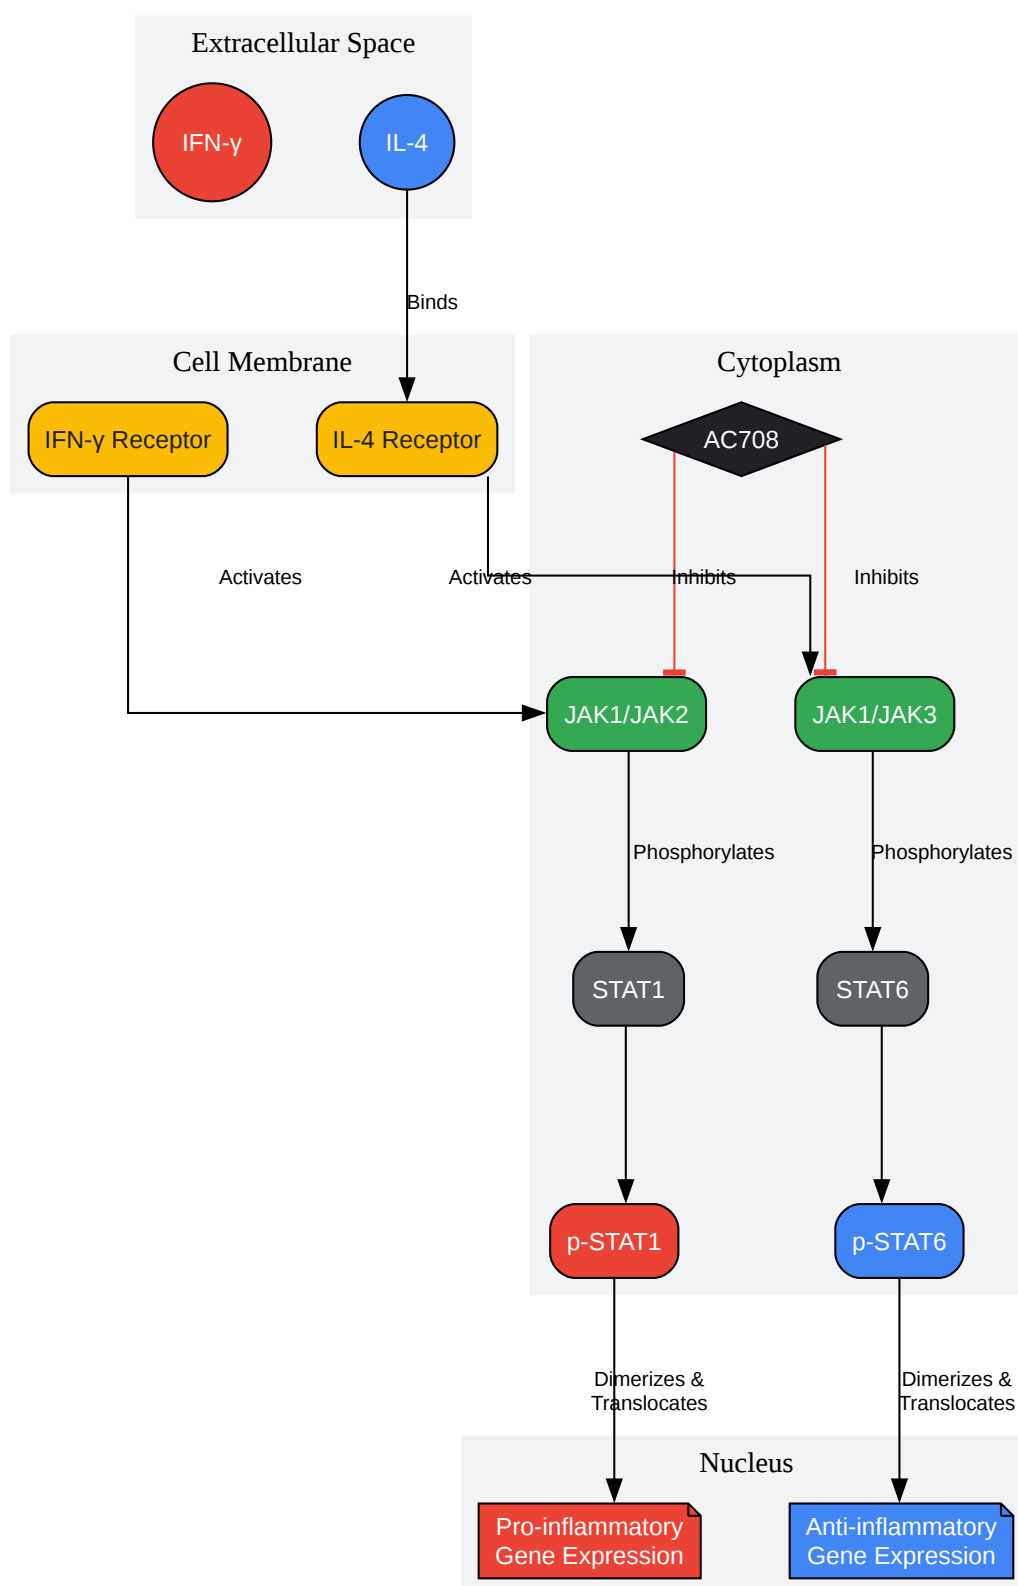 Extracellular Space
IFN-γ
IL-4
Binds
Cell Membrane
Cytoplasm
IFN-γ Receptor
IL-4 Receptor
AC708
Activates
Activates
Inhibits
Inhibits
JAK1/JAK2
JAK1/JAK3
Phosphorylates
Phosphorylates
STAT1
STAT6
p-STAT1
p-STAT6
Dimerizes &
Translocates
Dimerizes &
Translocates
Nucleus
Pro-inflammatory
Gene Expression
Anti-inflammatory
Gene Expression